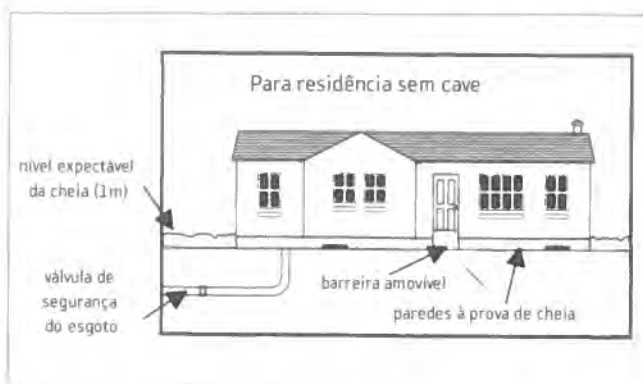 Para residência sem cave
nível expectável
da cheia (1m)
válvula de
segurança
do esgoto
barreira amovível
paredes à prova de cheia